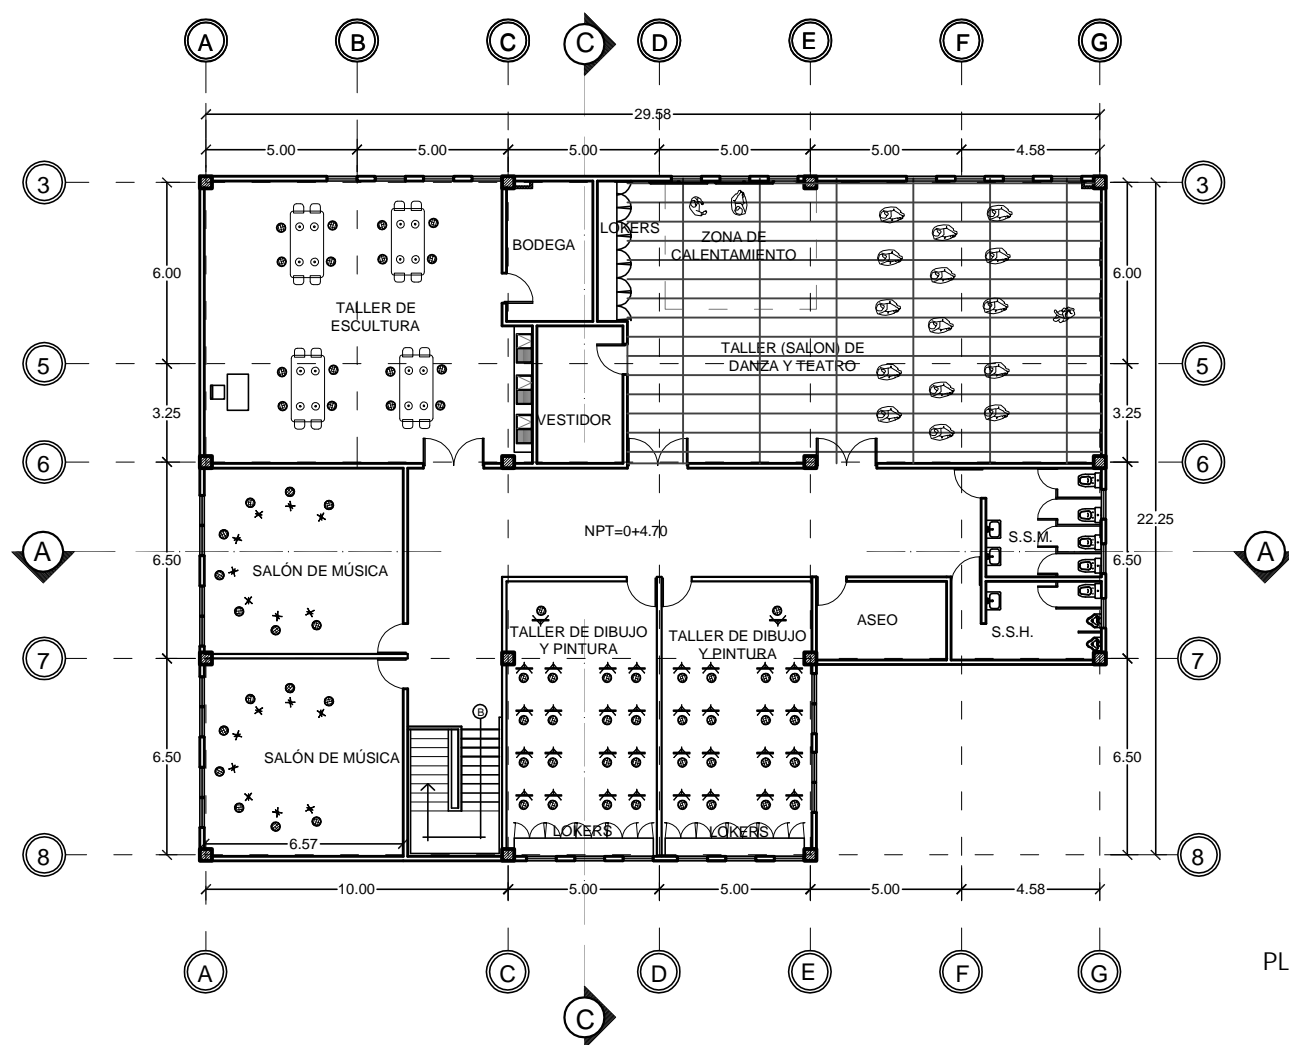 A B C C D E F G
29.58
5.00 5.00 5.00 5.00 5.00 4.58
3 3
LOKERS
BODEGA
ZONA DE
CALENTAMIENTO
6.00 6.00
TALLER DE
ESCULTURA
TALLER (SALON) DE
DANZA Y TEATRO
5 5
3.25 3.25
VESTIDOR
6 6
NPT=0+4.70
22.25
S.S.M.
A A
6.50 6.50
SALÓN DE MÚSICA
ASEO
TALLER DE DIBUJO
Y PINTURA
TALLER DE DIBUJO
Y PINTURA
S.S.H.
7 7
B
6.50 6.50
SALÓN DE MÚSICA
LOKERS LOKERS
6.57
8 8
10.00 5.00 5.00 5.00 4.58
A C D E F G
PL
C